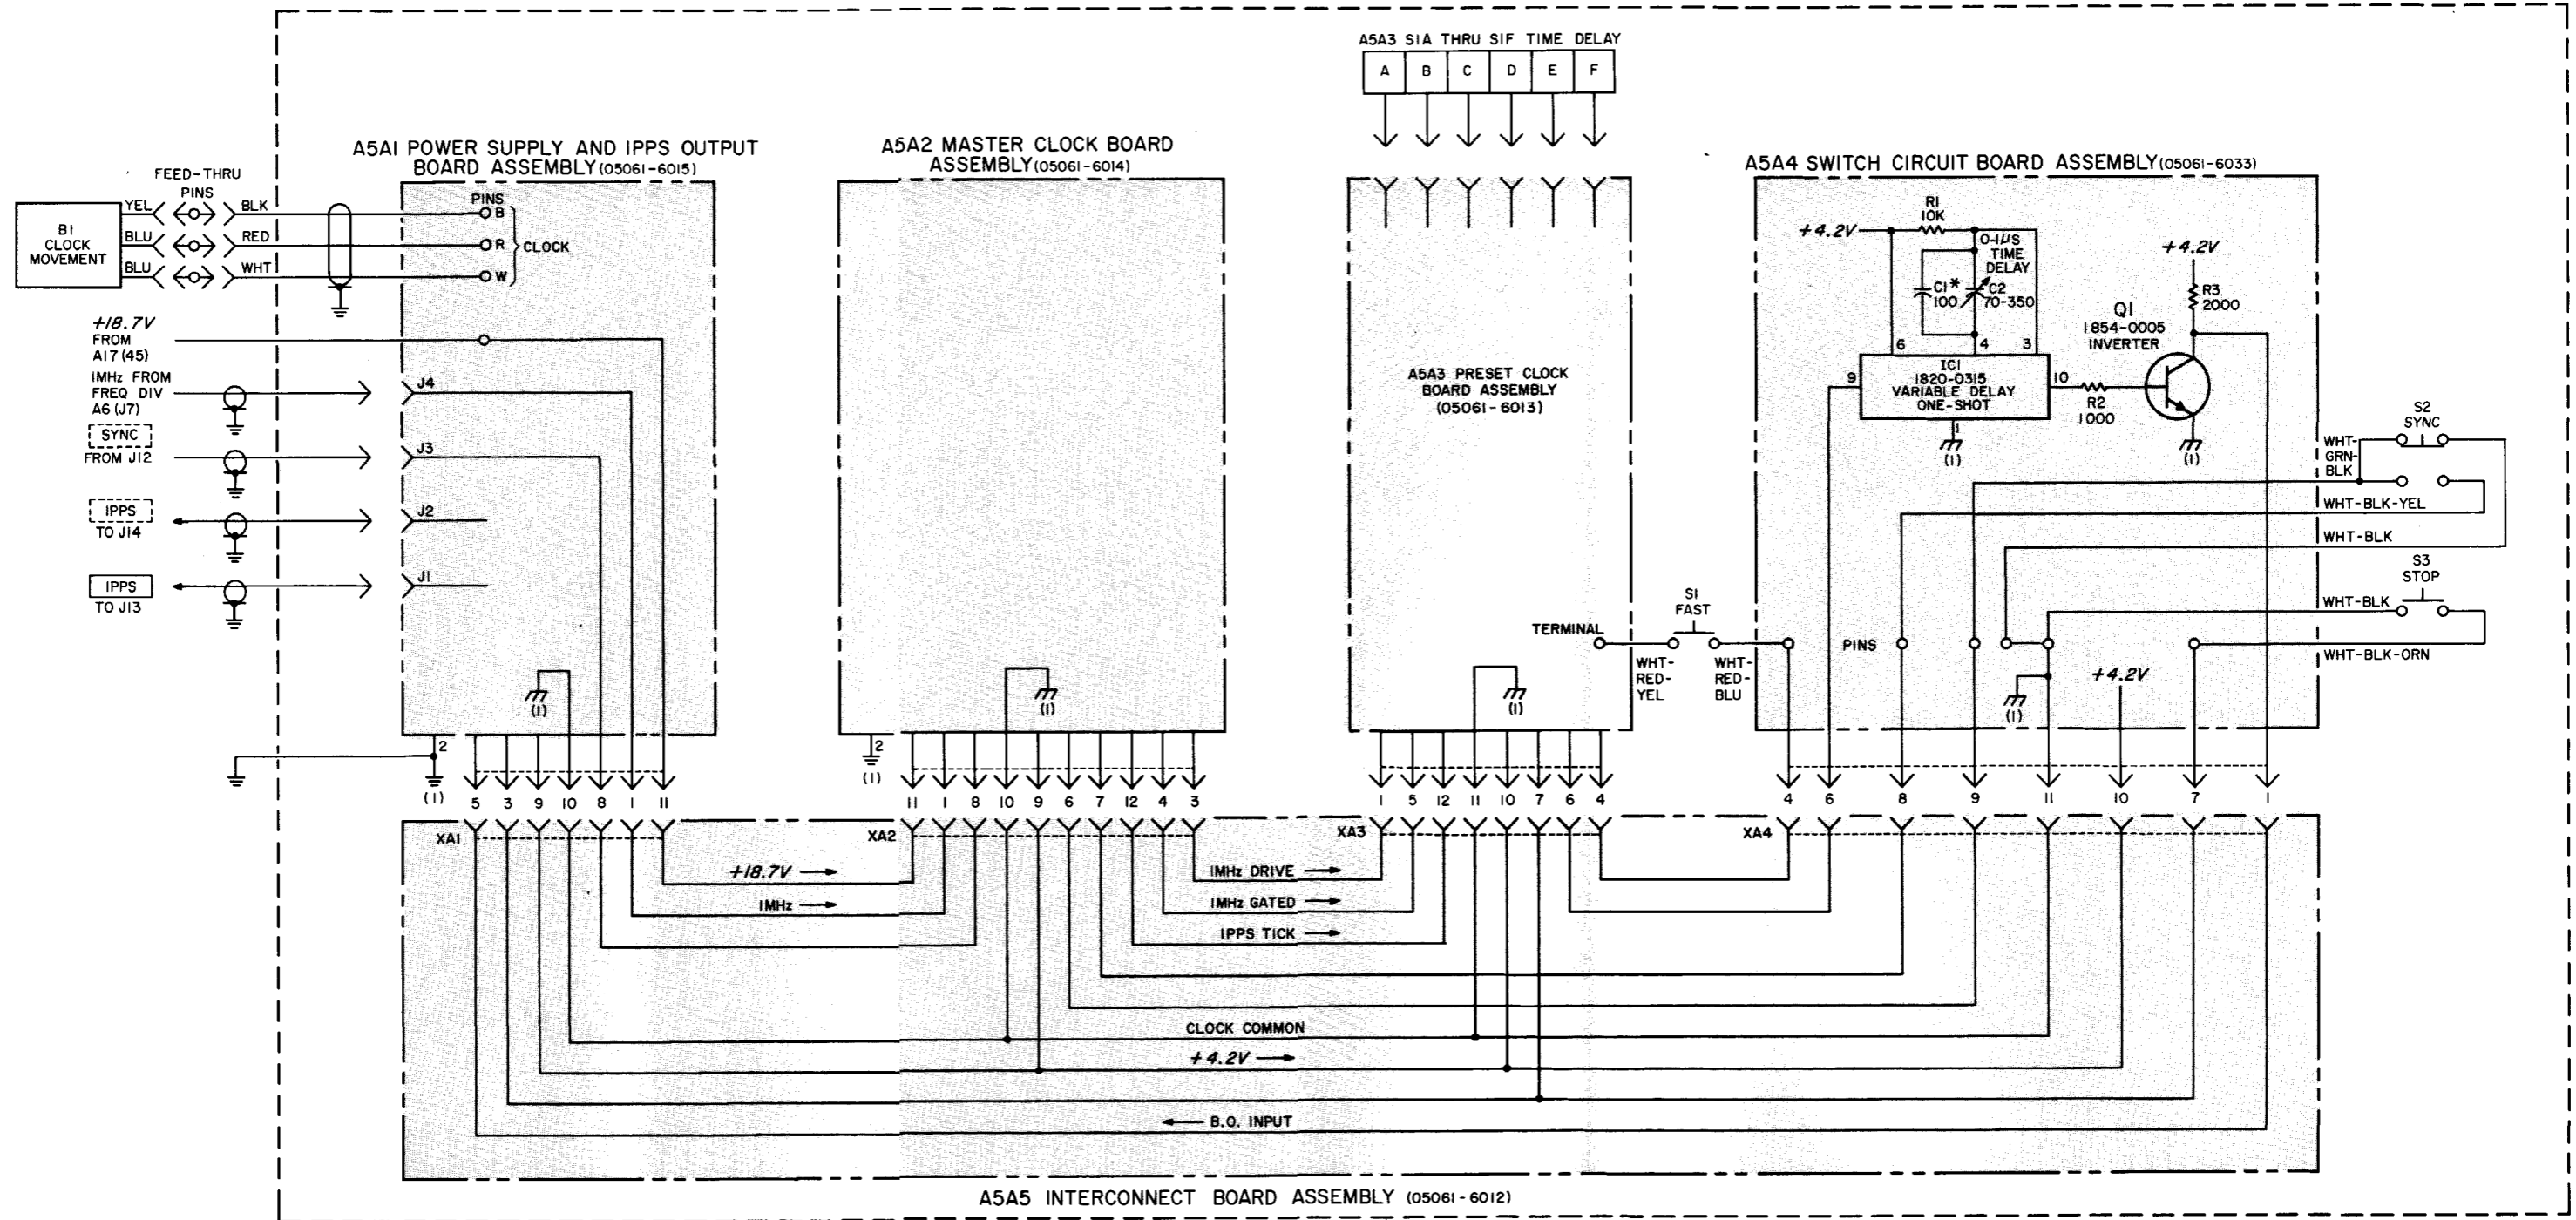 A5A3 S1A THRU S1F TIME DELAY
A B C D E F
A5A1 POWER SUPPLY AND 1PPS OUTPUT
BOARD ASSEMBLY (05061-6015)
A5A2 MASTER CLOCK BOARD
ASSEMBLY (05061-6014)
A5A4 SWITCH CIRCUIT BOARD ASSEMBLY (05061-6033)
FEED-THRU
PINS
B1
CLOCK
MOVEMENT
YEL
BLK
BLU
RED
BLU
WHT
PINS
B
R
W
CLOCK
+18.7V
FROM
A17 (45)
1MHz FROM
FREQ DIV
A6 (J7)
J4
SYNC
FROM J12
J3
1PPS
TO J14
J2
1PPS
TO J13
J1
(1)
2
(1)
(1)
2
(1)
A5A3 PRESET CLOCK
BOARD ASSEMBLY
(05061-6013)
TERMINAL
(1)
S1
FAST
WHT-
RED-
YEL
WHT-
RED-
BLU
+4.2V
R1
10K
0-1µS
TIME
DELAY
C1*
100
C2
70-350
6 4 3
9
IC1
1820-0315
VARIABLE DELAY
ONE-SHOT
10
1
(1)
R2
1000
Q1
1854-0005
INVERTER
+4.2V
R3
2000
(1)
S2
SYNC
WHT-
GRN-
BLK
WHT-BLK-YEL
WHT-BLK
S3
STOP
WHT-BLK
WHT-BLK-ORN
PINS
(1)
+4.2V
5 3 9 10 8 1 11
11 1 8 10 9 6 7 12 4 3
1 5 12 11 10 7 6 4
4 6 8 9 11 10 7 1
XA1
XA2
XA3
XA4
+18.7V
1MHz
1MHz DRIVE
1MHz GATED
1PPS TICK
CLOCK COMMON
+4.2V
B.O. INPUT
A5A5 INTERCONNECT BOARD ASSEMBLY (05061-6012)